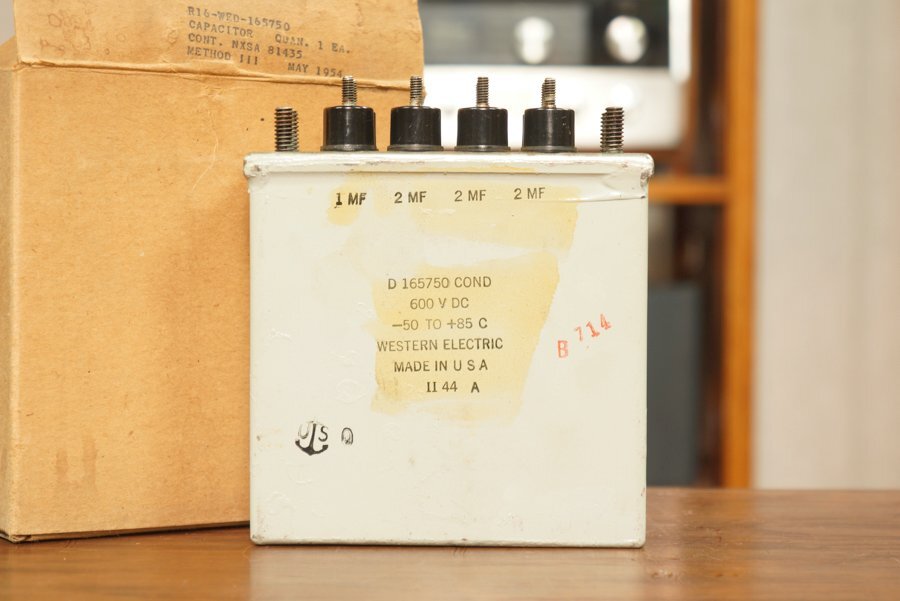 R16-WED-165750
CAPACITOR QUAN. 1 EA.
CONT. NXSA 81435
METHOD III MAY 1954
1 MF 2 MF 2 MF 2 MF
D 165750 COND
600 V DC
—50 TO +85 C
WESTERN ELECTRIC
MADE IN U S A
II 44 A
B 714
U S Q